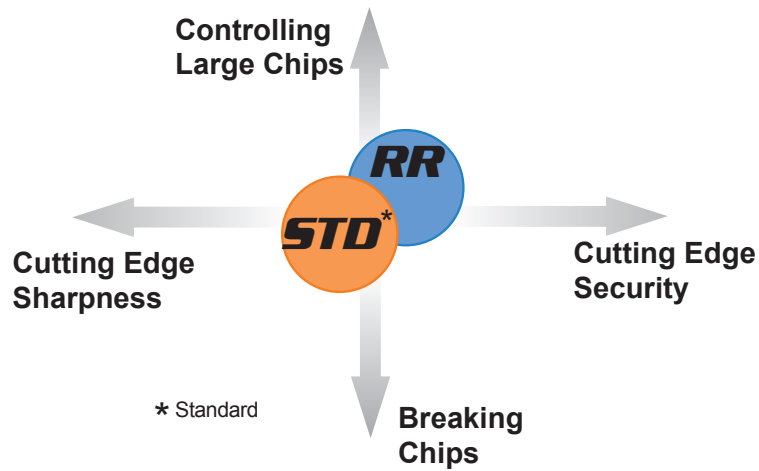 Controlling
Large Chips
RR
STD*
Cutting Edge
Sharpness
Cutting Edge
Security
* Standard
Breaking
Chips